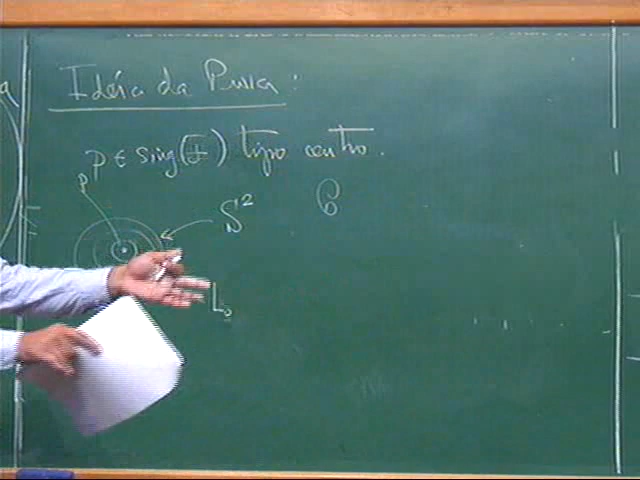 Idéia da Prova:
p ∈ Sing(F) tipo centro.
p
S²
C
L₀